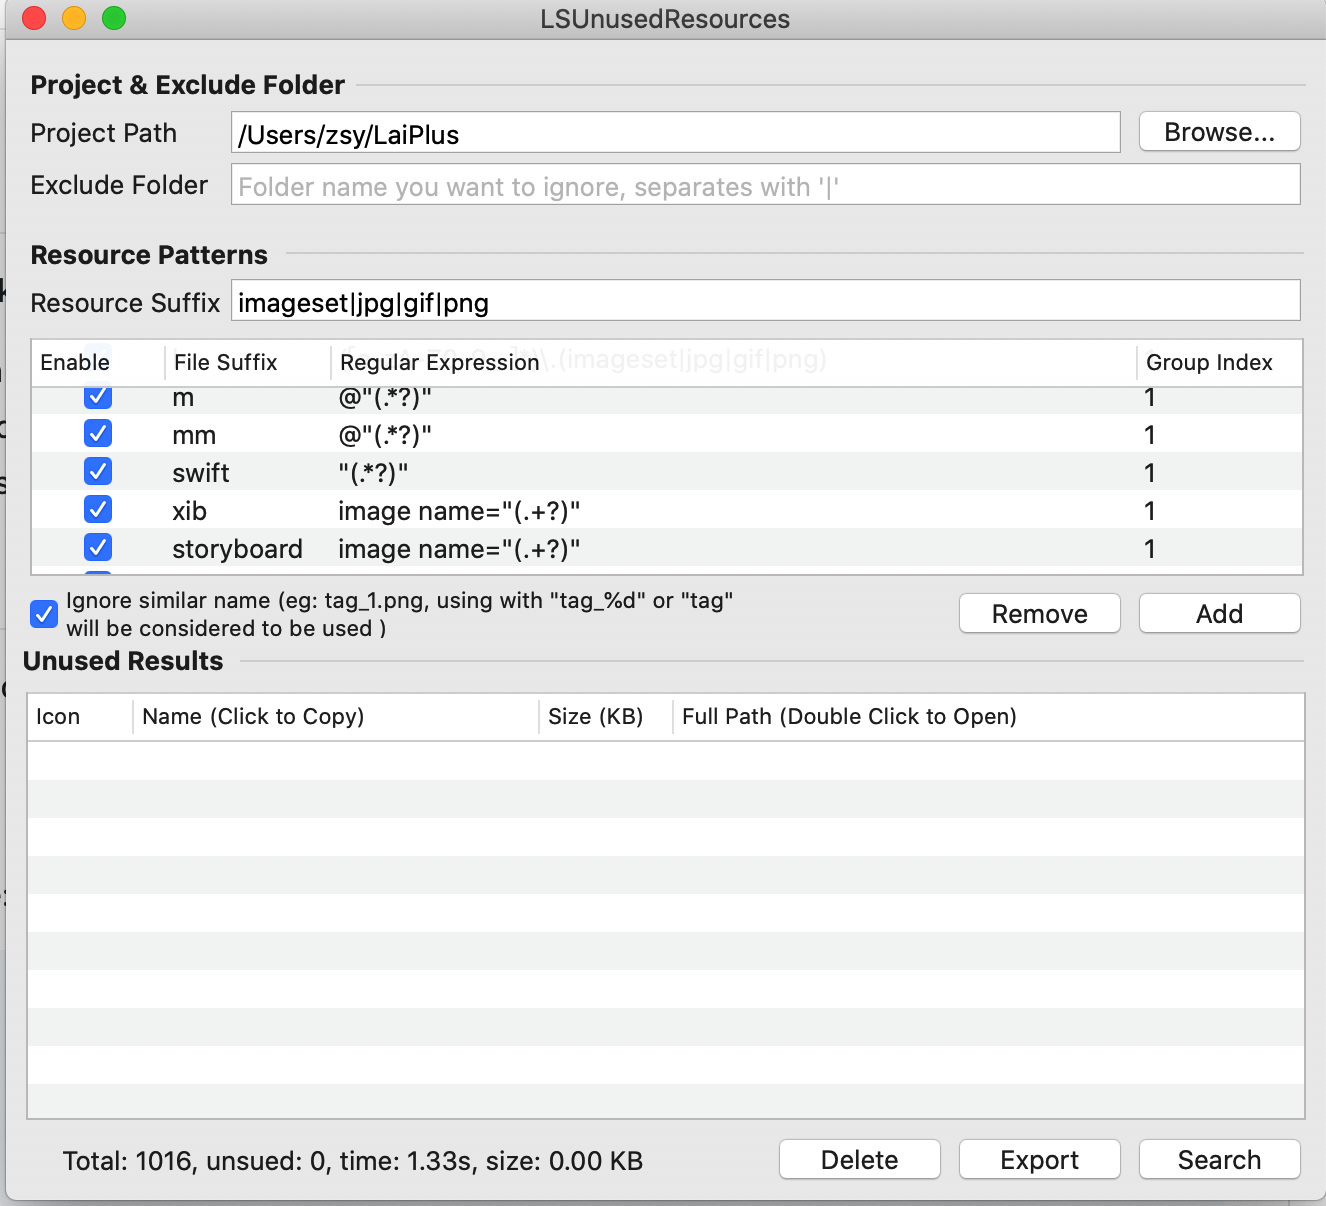 LSUnusedResources
Project & Exclude Folder
Project Path /Users/zsy/LaiPlus Browse...
Exclude Folder Folder name you want to ignore, separates with '|'
Resource Patterns
Resource Suffix imageset|jpg|gif|png
Enable File Suffix Regular Expression Group Index
.(imageset|jpg|gif|png)
m @"(.*?)" 1
mm @"(.*?)" 1
swift "(.*?)" 1
xib image name="(.+?)" 1
storyboard image name="(.+?)" 1
Ignore similar name (eg: tag_1.png, using with "tag_%d" or "tag"
will be considered to be used )
Remove Add
Unused Results
Icon Name (Click to Copy) Size (KB) Full Path (Double Click to Open)
Total: 1016, unsued: 0, time: 1.33s, size: 0.00 KB Delete Export Search